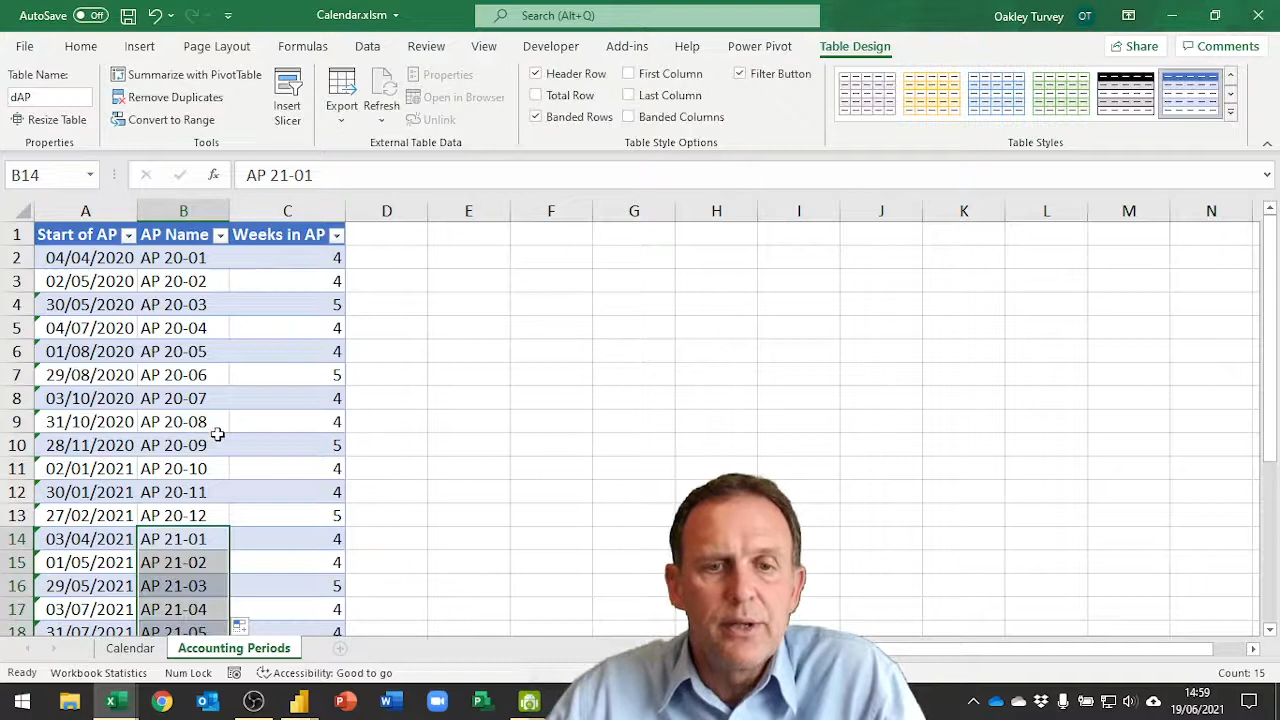 AutoSave Off
Calendar.xlsm
Search (Alt+Q)
Oakley Turvey OT
File Home Insert Page Layout Formulas Data Review View Developer Add-ins Help Power Pivot Table Design Share Comments
Table Name:
dAP
Resize Table
Properties
Summarize with PivotTable
Remove Duplicates
Convert to Range
Tools
Insert
Slicer
Export
Refresh
Properties
Open in Browser
Unlink
External Table Data
Header Row First Column Filter Button
Total Row Last Column
Banded Rows Banded Columns
Table Style Options
Table Styles
B14 fx AP 21-01
A B C D E F G H I J K L M N
1 Start of AP AP Name Weeks in AP
2 04/04/2020 AP 20-01 4
3 02/05/2020 AP 20-02 4
4 30/05/2020 AP 20-03 5
5 04/07/2020 AP 20-04 4
6 01/08/2020 AP 20-05 4
7 29/08/2020 AP 20-06 5
8 03/10/2020 AP 20-07 4
9 31/10/2020 AP 20-08 4
10 28/11/2020 AP 20-09 5
11 02/01/2021 AP 20-10 4
12 30/01/2021 AP 20-11 4
13 27/02/2021 AP 20-12 5
14 03/04/2021 AP 21-01 4
15 01/05/2021 AP 21-02 4
16 29/05/2021 AP 21-03 5
17 03/07/2021 AP 21-04 4
18 31/07/2021 AP 21-05 4
Calendar Accounting Periods
Ready Workbook Statistics Num Lock Accessibility: Good to go Count: 15
14:59
19/06/2021